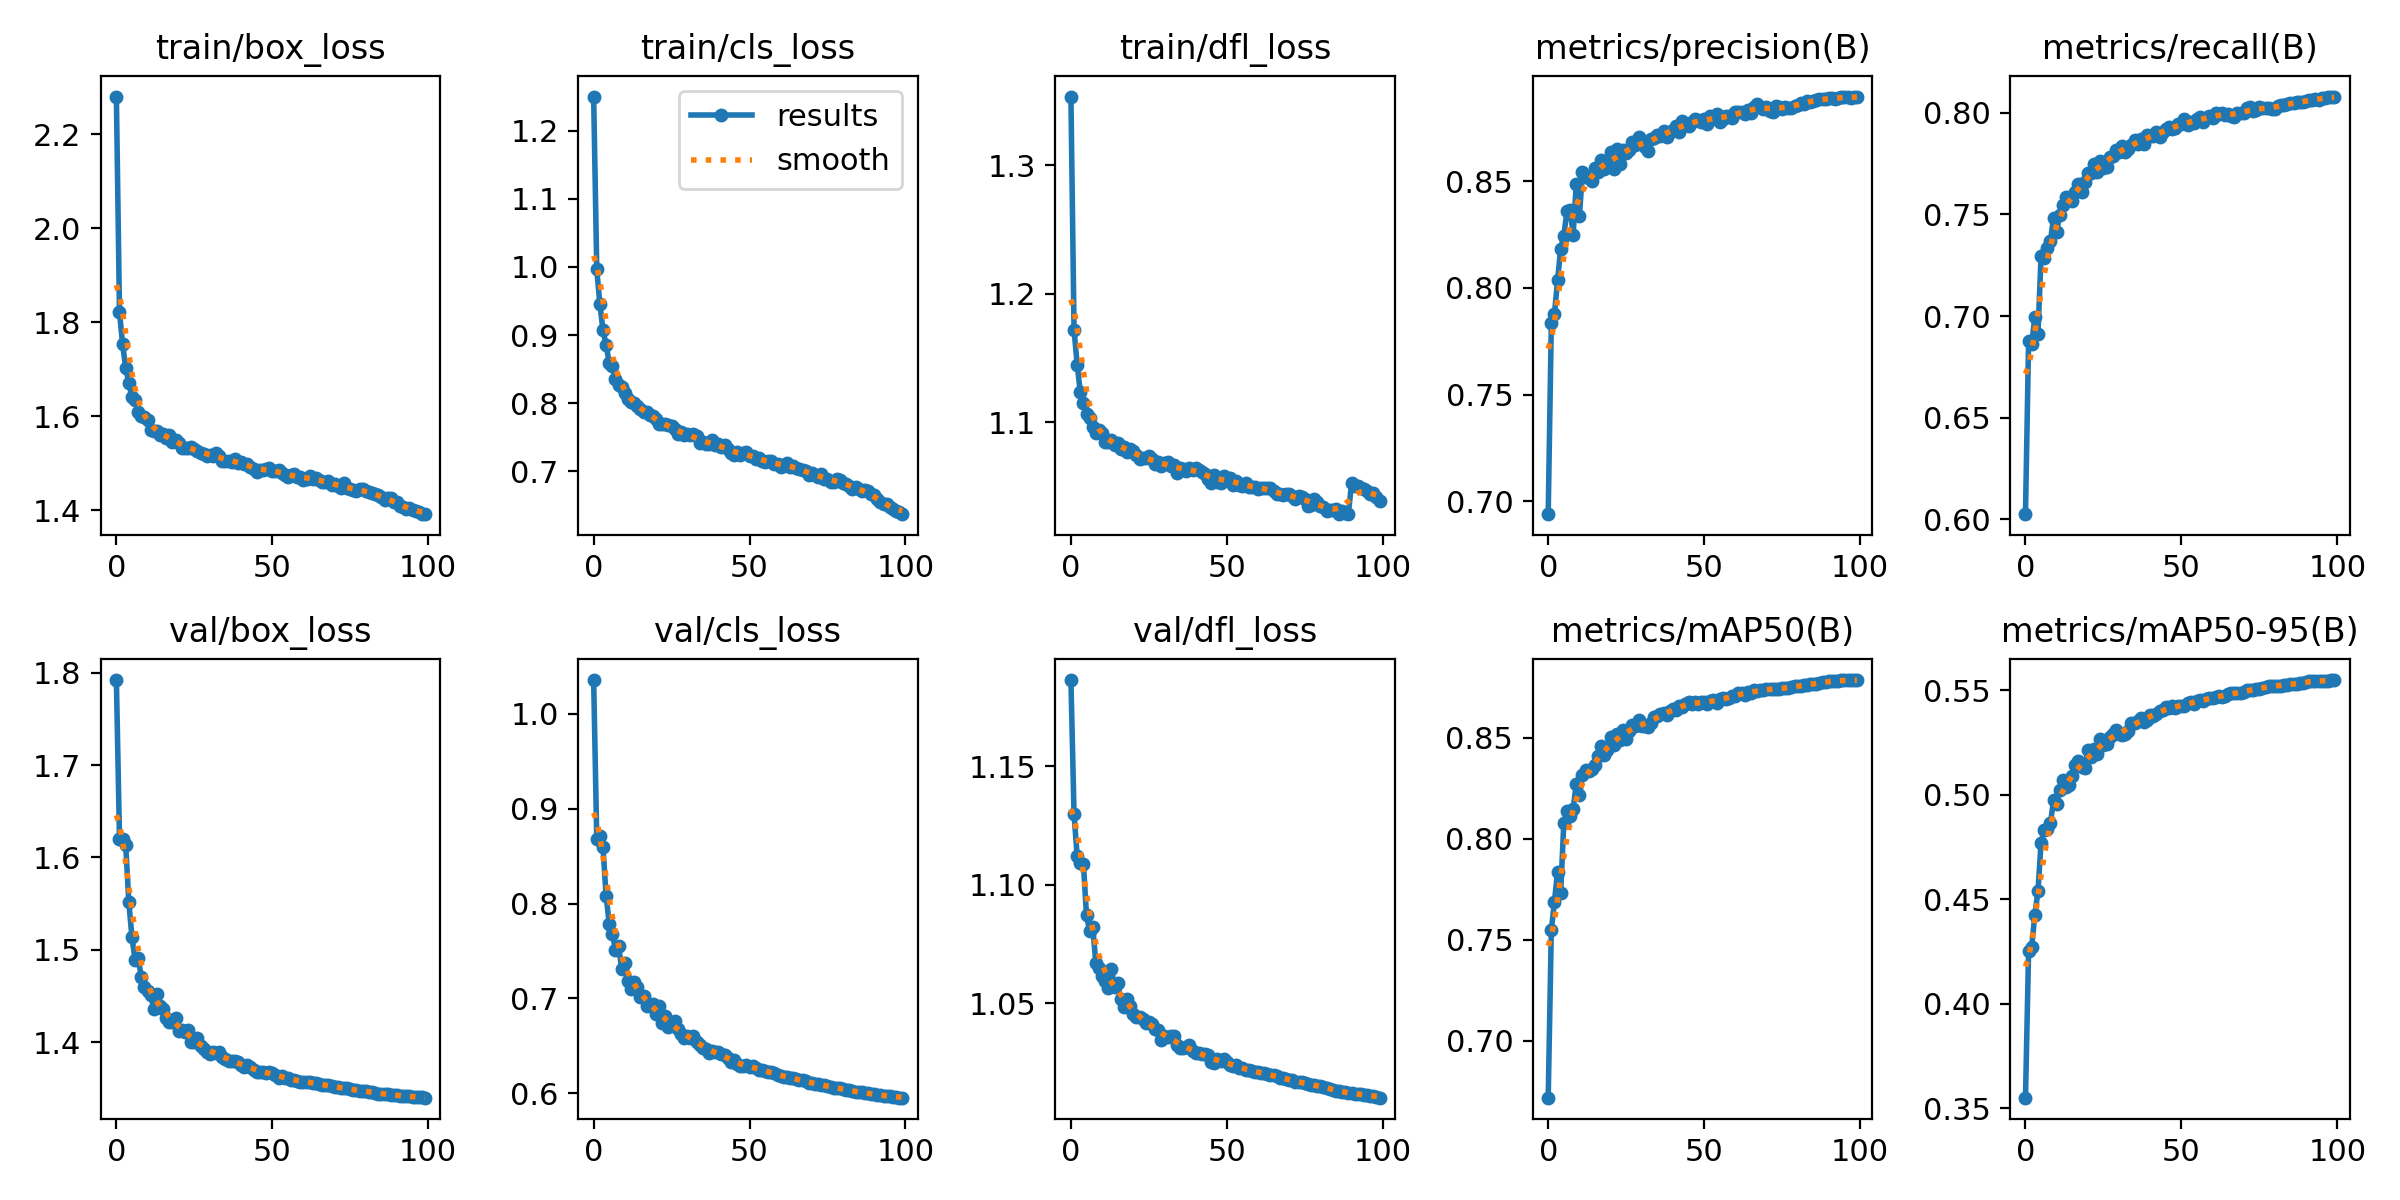 train/box_loss
2.2
2.0
1.8
1.6
1.4
0 50 100
train/cls_loss
results
smooth
1.2
1.1
1.0
0.9
0.8
0.7
0 50 100
train/dfl_loss
1.3
1.2
1.1
0 50 100
metrics/precision(B)
0.85
0.80
0.75
0.70
0 50 100
metrics/recall(B)
0.80
0.75
0.70
0.65
0.60
0 50 100
val/box_loss
1.8
1.7
1.6
1.5
1.4
0 50 100
val/cls_loss
1.0
0.9
0.8
0.7
0.6
0 50 100
val/dfl_loss
1.15
1.10
1.05
0 50 100
metrics/mAP50(B)
0.85
0.80
0.75
0.70
0 50 100
metrics/mAP50-95(B)
0.55
0.50
0.45
0.40
0.35
0 50 100